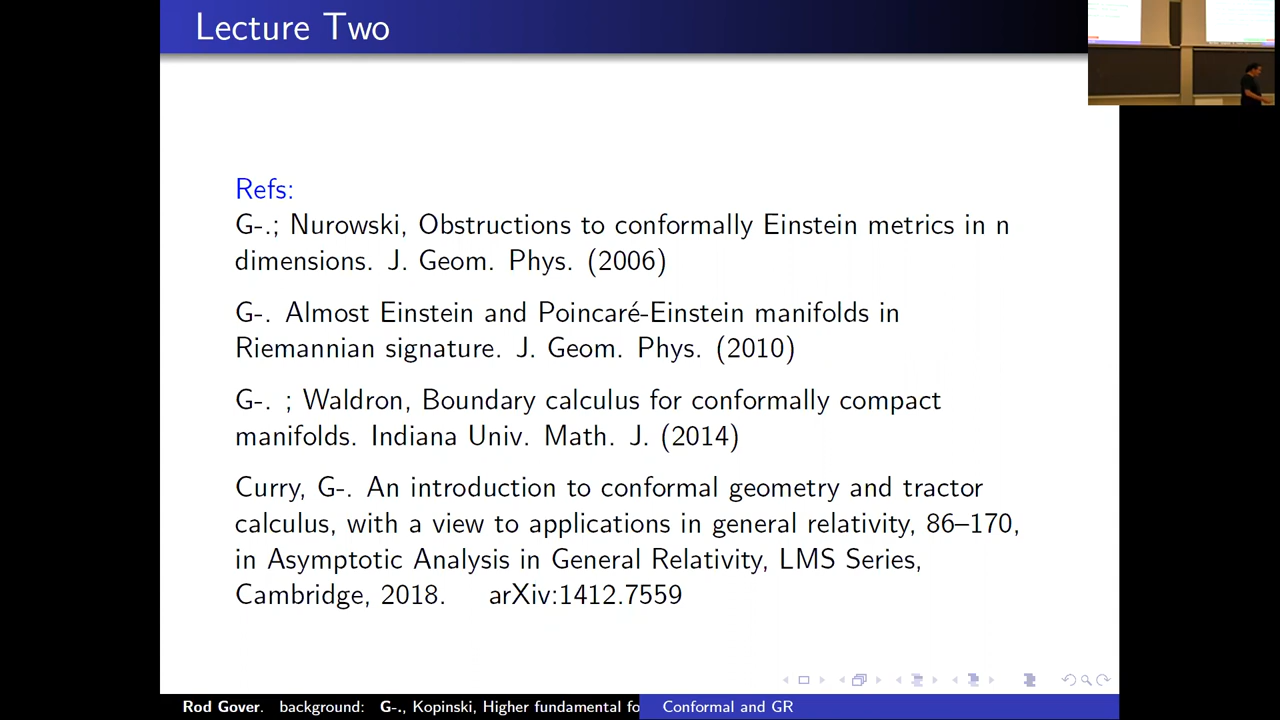 Lecture Two
Refs:
G-.; Nurowski, Obstructions to conformally Einstein metrics in n
dimensions. J. Geom. Phys. (2006)
G-. Almost Einstein and Poincaré-Einstein manifolds in
Riemannian signature. J. Geom. Phys. (2010)
G-. ; Waldron, Boundary calculus for conformally compact
manifolds. Indiana Univ. Math. J. (2014)
Curry, G-. An introduction to conformal geometry and tractor
calculus, with a view to applications in general relativity, 86–170,
in Asymptotic Analysis in General Relativity, LMS Series,
Cambridge, 2018. arXiv:1412.7559
Rod Gover. background: G-., Kopinski, Higher fundamental fo
Conformal and GR